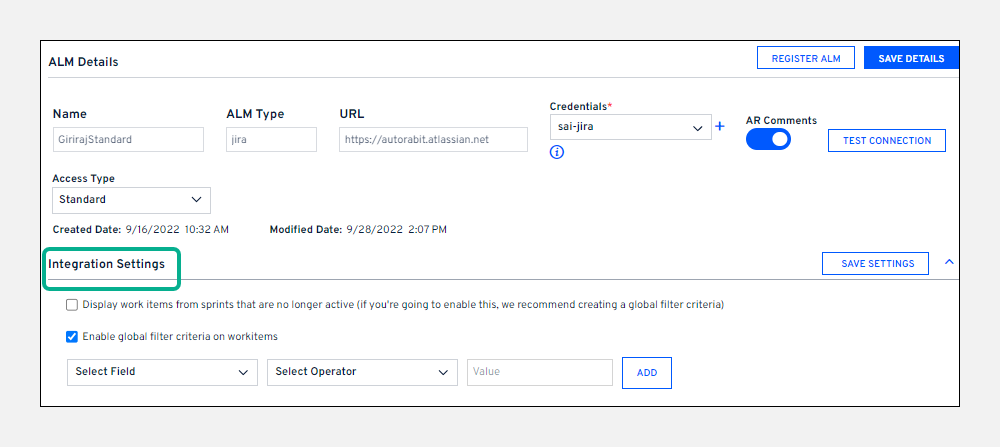 ALM Details
REGISTER ALM
SAVE DETAILS
Name
ALM Type
URL
Credentials*
AR Comments
GirirajStandard
jira
https://autorabit.atlassian.net
sai-jira
+
i
TEST CONNECTION
Access Type
Standard
Created Date: 9/16/2022 10:32 AM
Modified Date: 9/28/2022 2:07 PM
Integration Settings
SAVE SETTINGS
Display work items from sprints that are no longer active (if you're going to enable this, we recommend creating a global filter criteria)
Enable global filter criteria on workitems
Select Field
Select Operator
Value
ADD